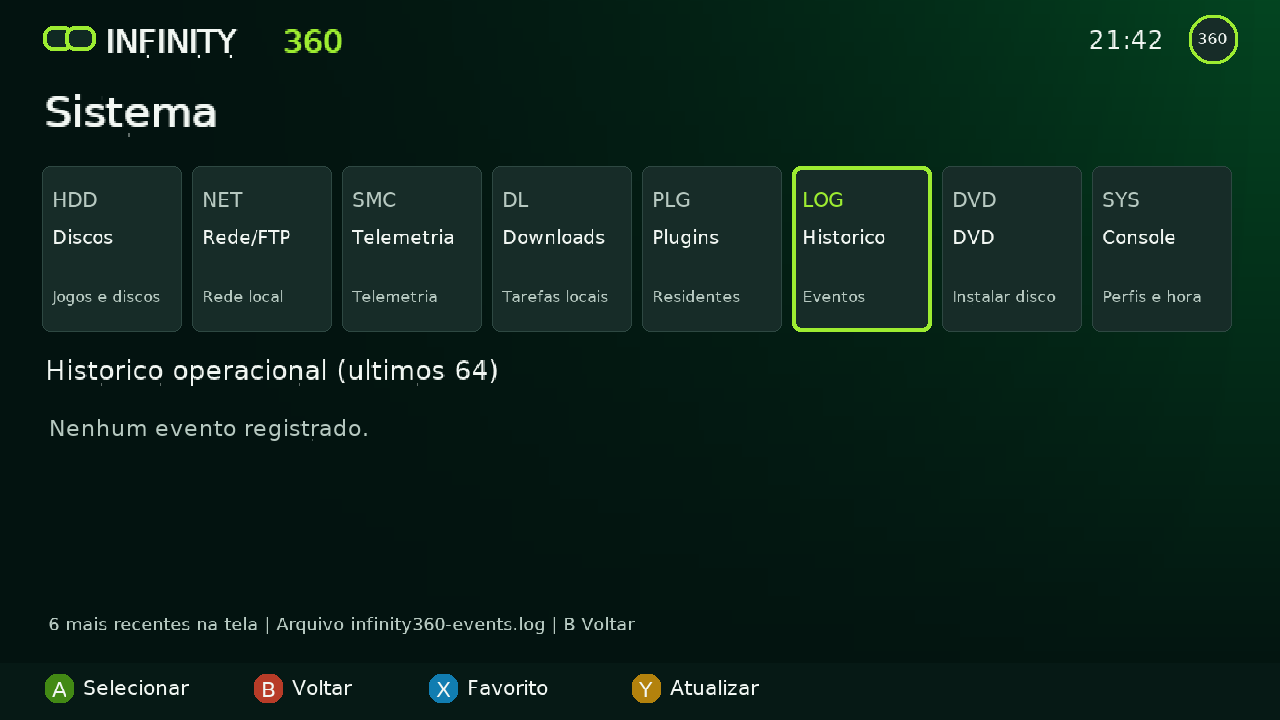 INFINITY 360
21:42
360
Sistema
HDD
Discos
Jogos e discos
NET
Rede/FTP
Rede local
SMC
Telemetria
Telemetria
DL
Downloads
Tarefas locais
PLG
Plugins
Residentes
LOG
Historico
Eventos
DVD
DVD
Instalar disco
SYS
Console
Perfis e hora
Historico operacional (ultimos 64)
Nenhum evento registrado.
6 mais recentes na tela | Arquivo infinity360-events.log | B Voltar
A Selecionar
B Voltar
X Favorito
Y Atualizar